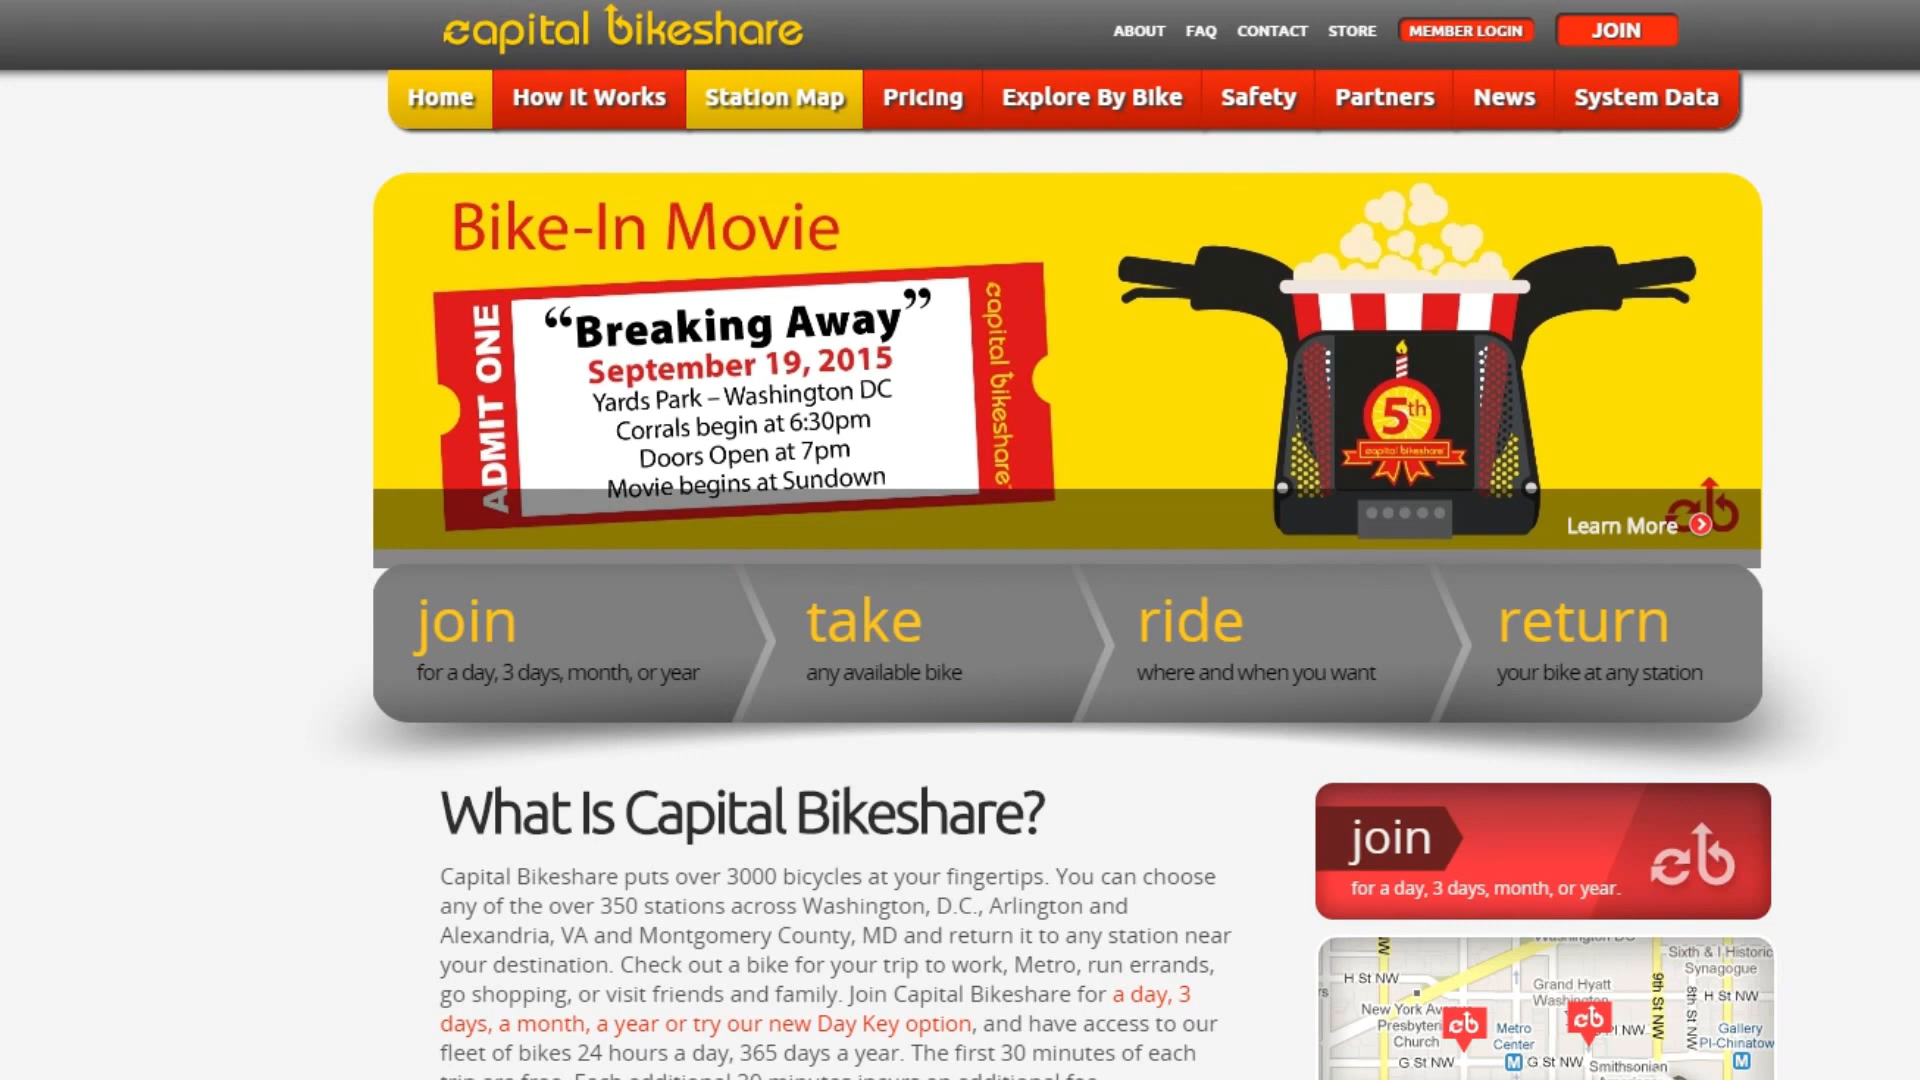 capital bikeshare
ABOUT FAQ CONTACT STORE MEMBER LOGIN JOIN
Home How It Works Station Map Pricing Explore By Bike Safety Partners News System Data
Bike-In Movie
ADMIT ONE
“Breaking Away”
September 19, 2015
Yards Park – Washington DC
Corrals begin at 6:30pm
Doors Open at 7pm
Movie begins at Sundown
capital bikeshare
5th
capital bikeshare
Learn More
join
for a day, 3 days, month, or year
take
any available bike
ride
where and when you want
return
your bike at any station
What Is Capital Bikeshare?
Capital Bikeshare puts over 3000 bicycles at your fingertips. You can choose
any of the over 350 stations across Washington, D.C., Arlington and
Alexandria, VA and Montgomery County, MD and return it to any station near
your destination. Check out a bike for your trip to work, Metro, run errands,
go shopping, or visit friends and family. Join Capital Bikeshare for a day, 3
days, a month, a year or try our new Day Key option, and have access to our
fleet of bikes 24 hours a day, 365 days a year. The first 30 minutes of each
join
cb
for a day, 3 days, month, or year.
Sixth & I Historic
Synagogue
H St NW
Grand Hyatt
Washington
9th St NW
8th St NW
H St NW
New York
Church
cb
cb
Metro
Center
M
Gallery
Pl-Chinatow
M
G St NW
G St NW
Smithsonian